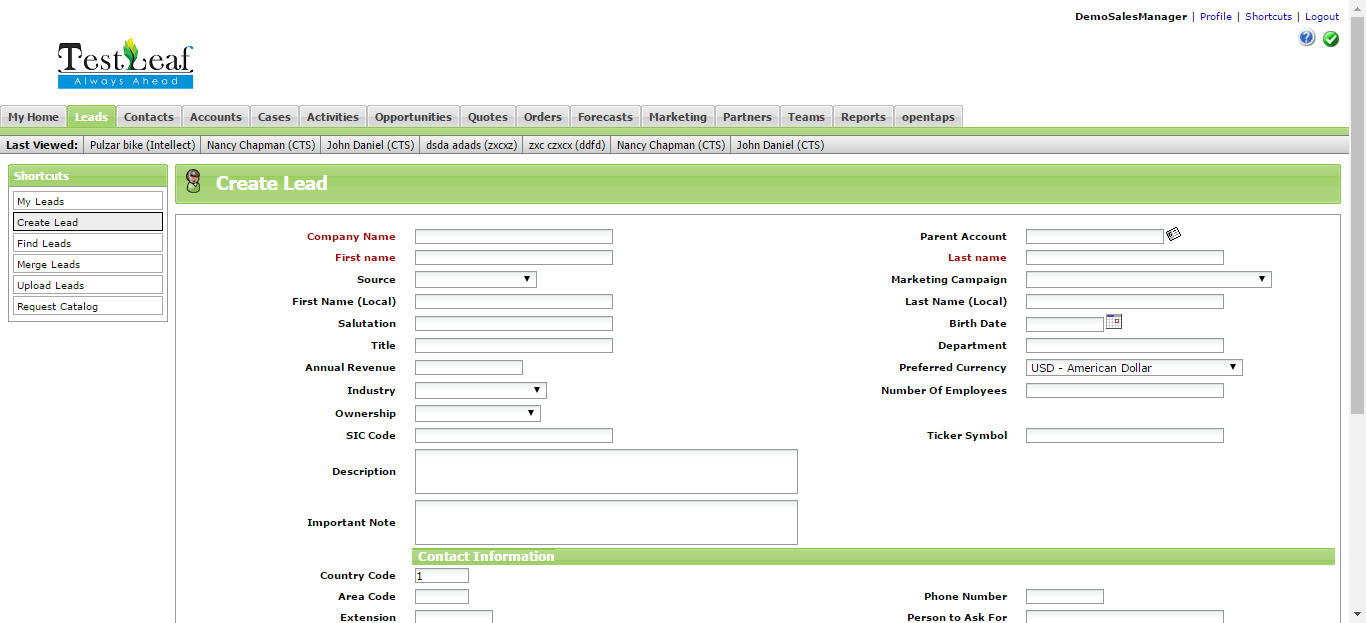 DemoSalesManager | Profile | Shortcuts | Logout
TestLeaf
Always Ahead
My Home Leads Contacts Accounts Cases Activities Opportunities Quotes Orders Forecasts Marketing Partners Teams Reports opentaps
Last Viewed: Pulzar bike (Intellect) Nancy Chapman (CTS) John Daniel (CTS) dsda adads (zxcxz) zxc czxcx (ddfd) Nancy Chapman (CTS) John Daniel (CTS)
Shortcuts
My Leads
Create Lead
Find Leads
Merge Leads
Upload Leads
Request Catalog
Create Lead
Company Name Parent Account
First name Last name
Source Marketing Campaign
First Name (Local) Last Name (Local)
Salutation Birth Date
Title Department
Annual Revenue Preferred Currency USD - American Dollar
Industry Number Of Employees
Ownership
SIC Code Ticker Symbol
Description
Important Note
Contact Information
Country Code 1
Area Code Phone Number
Extension Person to Ask For